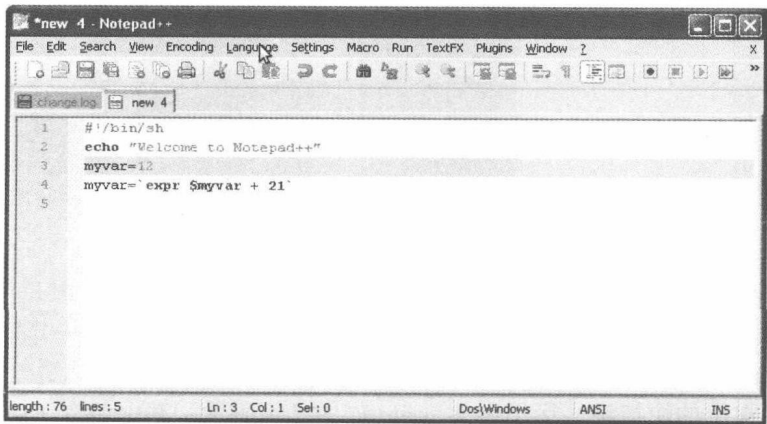 *new 4 - Notepad++
File Edit Search View Encoding Language Settings Macro Run TextFX Plugins Window ? X
change.log new 4
1 #!/bin/sh
2 echo "Welcome to Notepad++"
3 myvar=12
4 myvar=`expr $myvar + 21`
5
length : 76 lines : 5 Ln : 3 Col : 1 Sel : 0 Dos\Windows ANSI INS